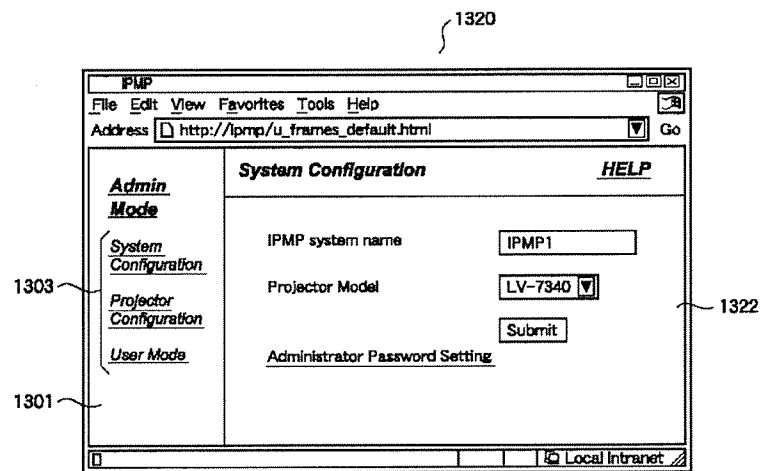 1320
IPMP
File Edit View Favorites Tools Help
Address http://ipmp/u_frames_default.html Go
Admin
Mode
System
Configuration
Projector
Configuration
User Mode
System Configuration HELP
IPMP system name IPMP1
Projector Model LV-7340
Submit
Administrator Password Setting
1303
1301
1322
Local Intranet